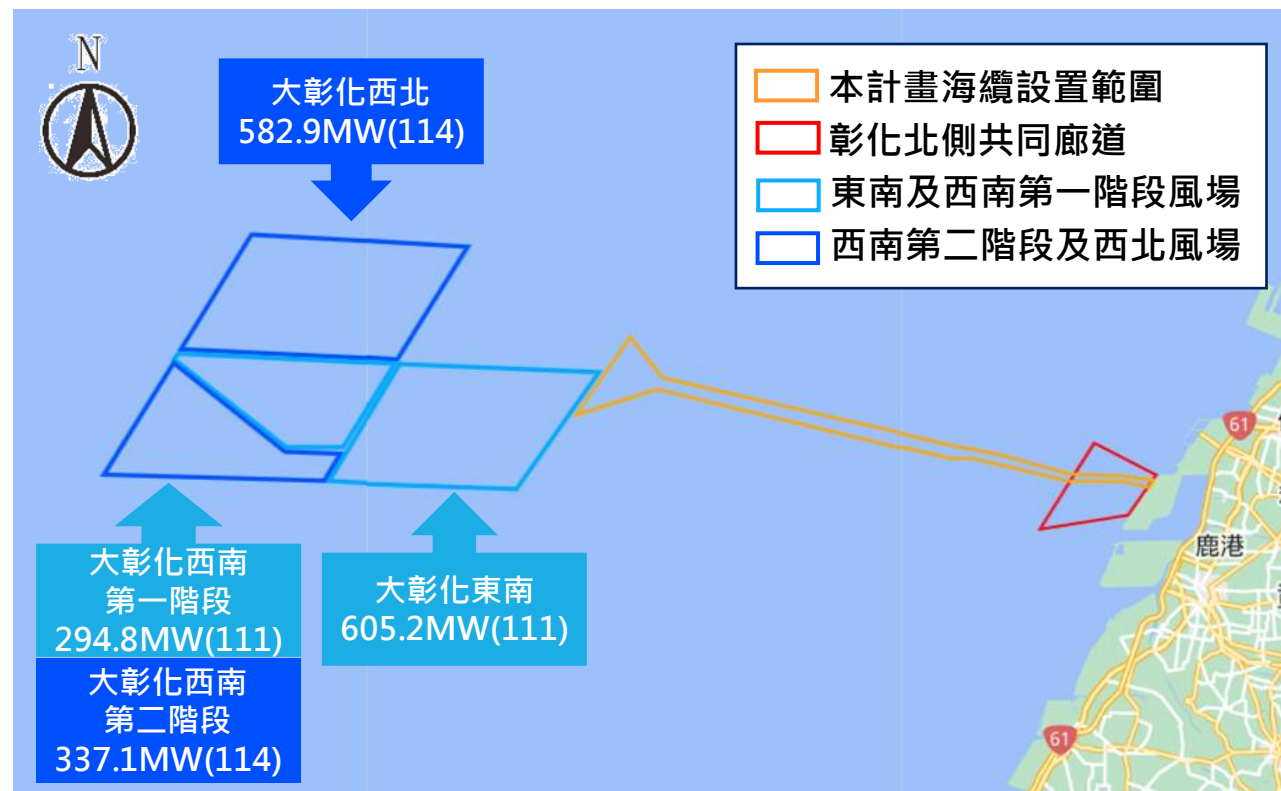 N
大彰化西北
582.9MW(114)
本計畫海纜設置範圍
彰化北側共同廊道
東南及西南第一階段風場
西南第二階段及西北風場
61
鹿港
大彰化西南
第一階段
294.8MW(111)
大彰化東南
605.2MW(111)
大彰化西南
第二階段
337.1MW(114)
61